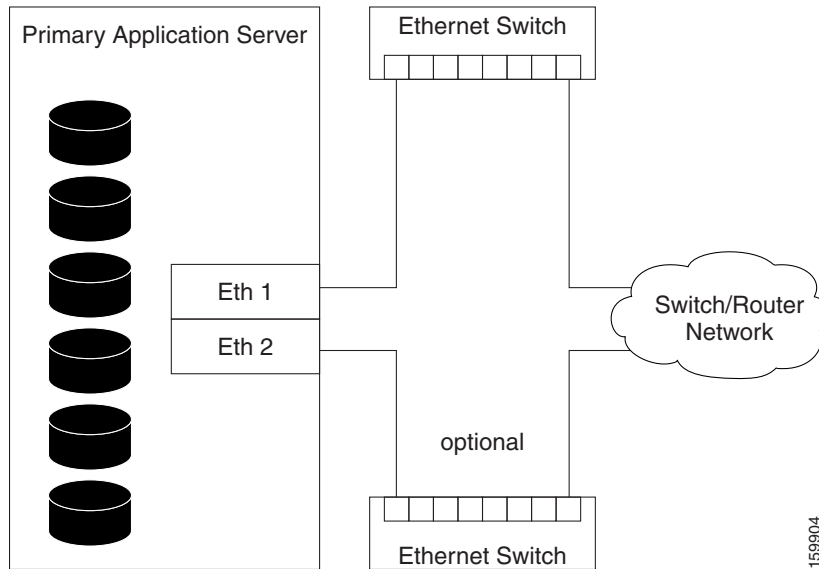 Primary Application Server
Ethernet Switch
Eth 1
Eth 2
Switch/Router
Network
optional
Ethernet Switch
159904